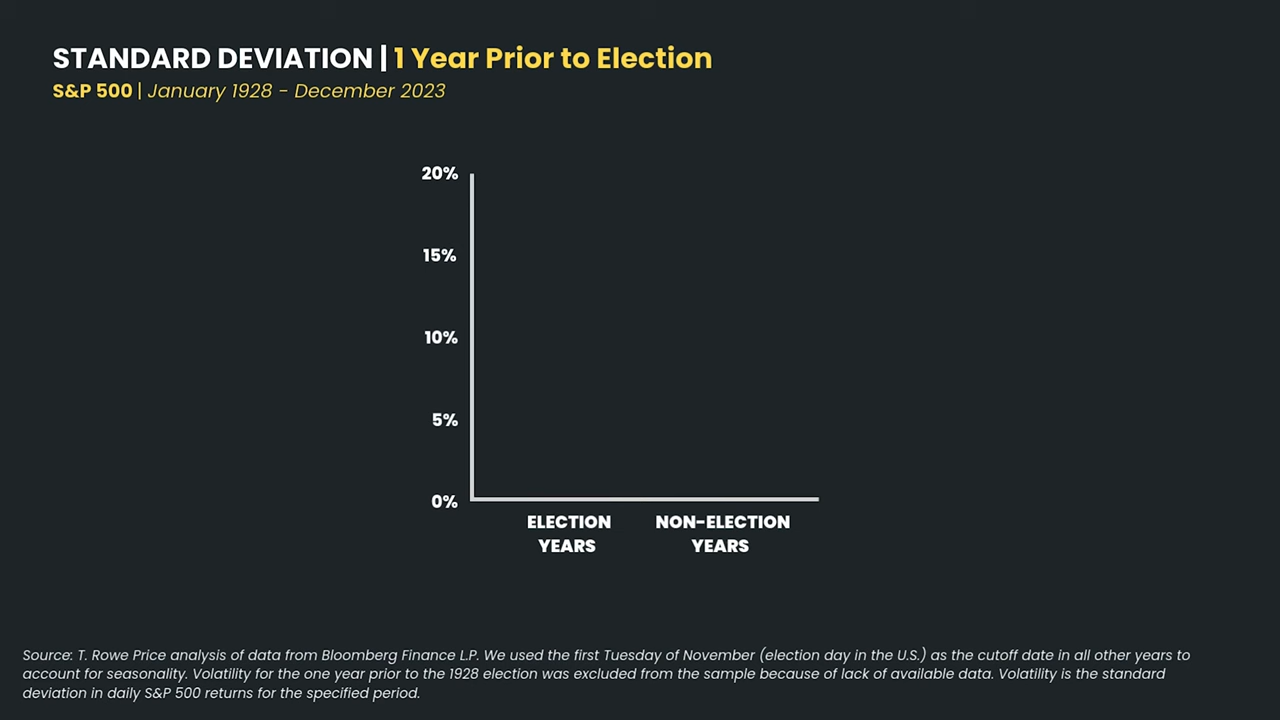 STANDARD DEVIATION | 1 Year Prior to Election
S&P 500 | January 1928 - December 2023
20%
15%
10%
5%
0%
ELECTION
YEARS
NON-ELECTION
YEARS
Source: T. Rowe Price analysis of data from Bloomberg Finance L.P. We used the first Tuesday of November (election day in the U.S.) as the cutoff date in all other years to
account for seasonality. Volatility for the one year prior to the 1928 election was excluded from the sample because of lack of available data. Volatility is the standard
deviation in daily S&P 500 returns for the specified period.